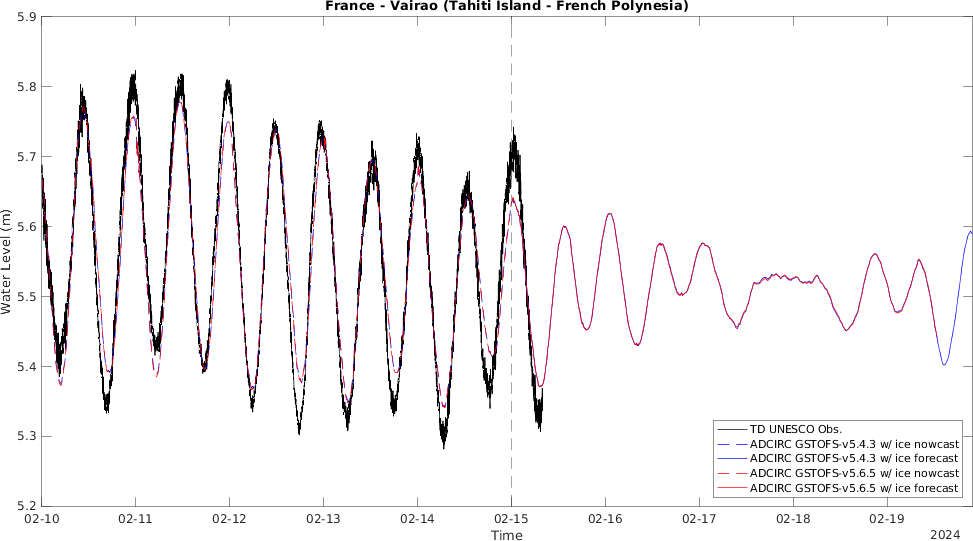 France - Vairao (Tahiti Island - French Polynesia)
5.9
5.8
5.7
5.6
5.5
5.4
5.3
5.2
Water Level (m)
02-10
02-11
02-12
02-13
02-14
02-15
02-16
02-17
02-18
02-19
Time
2024
TD UNESCO Obs.
ADCIRC GSTOFS-v5.4.3 w/ ice nowcast
ADCIRC GSTOFS-v5.4.3 w/ ice forecast
ADCIRC GSTOFS-v5.6.5 w/ ice nowcast
ADCIRC GSTOFS-v5.6.5 w/ ice forecast